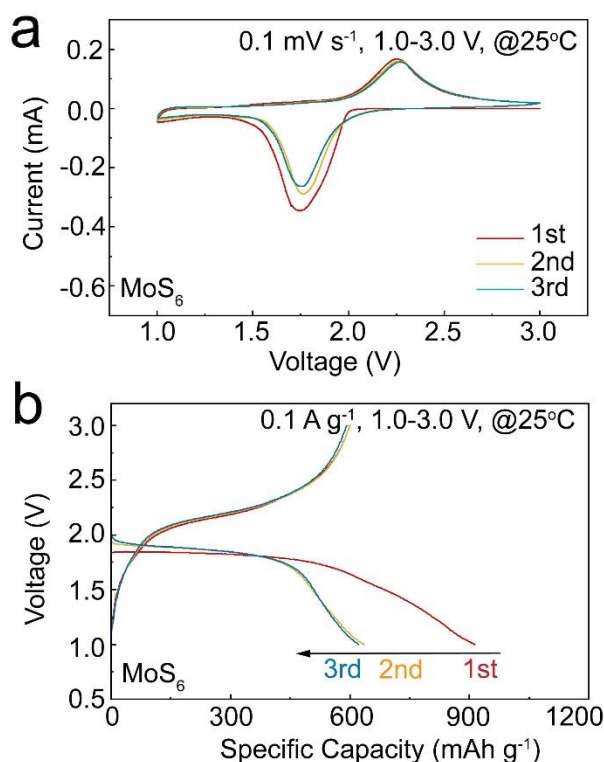 a
0.1 mV s⁻¹, 1.0-3.0 V, @25°C
0.2
0.0
-0.2
-0.4
-0.6
Current (mA)
1st
2nd
3rd
MoS₆
1.0
1.5
2.0
2.5
3.0
Voltage (V)
b
0.1 A g⁻¹, 1.0-3.0 V, @25°C
3.0
2.5
2.0
1.5
1.0
0.5
Voltage (V)
3rd 2nd 1st
MoS₆
0
300
600
900
1200
Specific Capacity (mAh g⁻¹)